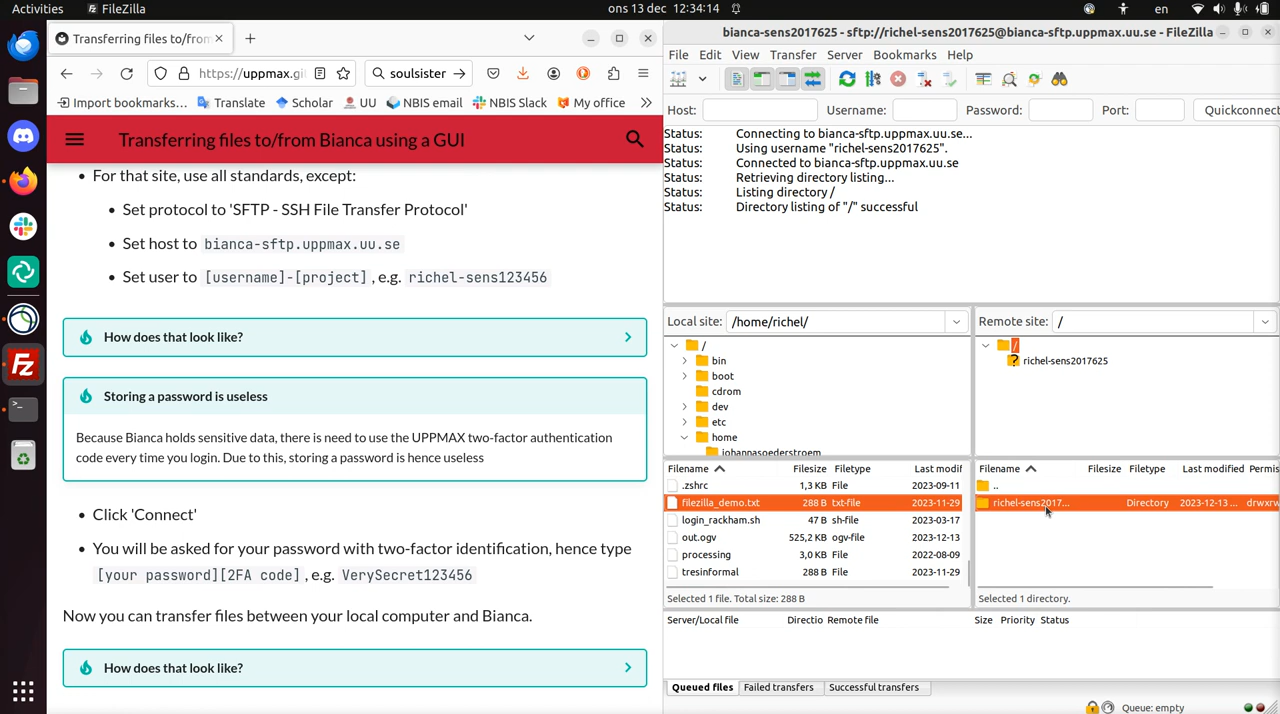 Activities
FileZilla
ons 13 dec 12:34:14
en
Transferring files to/from
https://uppmax.gi
soulsister
Import bookmarks...
Translate
Scholar
UU
NBIS email
NBIS Slack
My office
Transferring files to/from Bianca using a GUI
For that site, use all standards, except:
Set protocol to 'SFTP - SSH File Transfer Protocol'
Set host to bianca-sftp.uppmax.uu.se
Set user to [username]-[project] , e.g. richel-sens123456
How does that look like?
Storing a password is useless
Because Bianca holds sensitive data, there is need to use the UPPMAX two-factor authentication
code every time you login. Due to this, storing a password is hence useless
Click 'Connect'
You will be asked for your password with two-factor identification, hence type
[your password][2FA code] , e.g. VerySecret123456
Now you can transfer files between your local computer and Bianca.
How does that look like?
bianca-sens2017625 - sftp://richel-sens2017625@bianca-sftp.uppmax.uu.se - FileZilla
File Edit View Transfer Server Bookmarks Help
Host: Username: Password: Port: Quickconnect
Status: Connecting to bianca-sftp.uppmax.uu.se...
Status: Using username "richel-sens2017625".
Status: Connected to bianca-sftp.uppmax.uu.se
Status: Retrieving directory listing...
Status: Listing directory /
Status: Directory listing of "/" successful
Local site: /home/richel/
/
bin
boot
cdrom
dev
etc
home
johannasoederstroem
Filename Filesize Filetype Last modif
.zshrc 1,3 KB File 2023-09-11
filezilla_demo.txt 288 B txt-file 2023-11-29
login_rackham.sh 47 B sh-file 2023-03-17
out.ogv 525,2 KB ogv-file 2023-12-13
processing 3,0 KB File 2022-08-09
tresinformal 288 B File 2023-11-29
Selected 1 file. Total size: 288 B
Remote site: /
/
? richel-sens2017625
Filename Filesize Filetype Last modified Permis
..
richel-sens2017... Directory 2023-12-13 ... drwxrw
Selected 1 directory.
Server/Local file Directio Remote file Size Priority Status
Queued files Failed transfers Successful transfers
Queue: empty